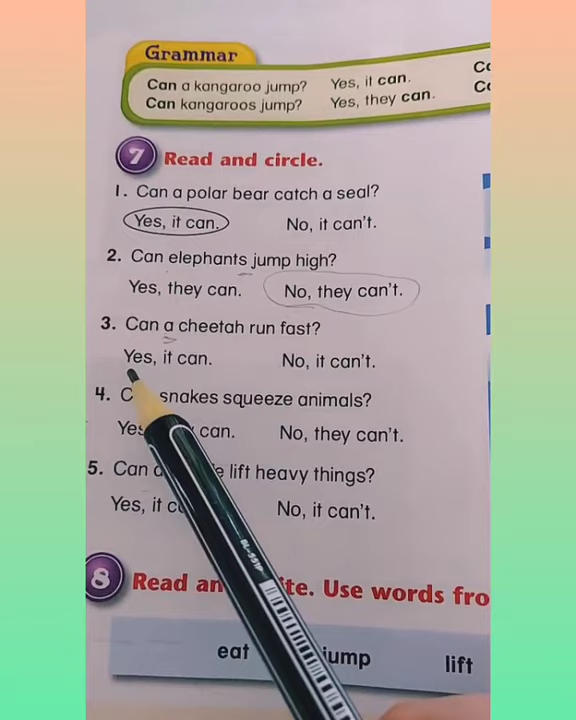 Grammar
Can a kangaroo jump? Yes, it can.
Can kangaroos jump? Yes, they can.
7 Read and circle.
1. Can a polar bear catch a seal?
Yes, it can. No, it can't.
2. Can elephants jump high?
Yes, they can. No, they can't.
3. Can a cheetah run fast?
Yes, it can. No, it can't.
4. snakes squeeze animals?
can. No, they can't.
5. Can lift heavy things?
Yes, it No, it can't.
8 Read Use words
eat jump lift